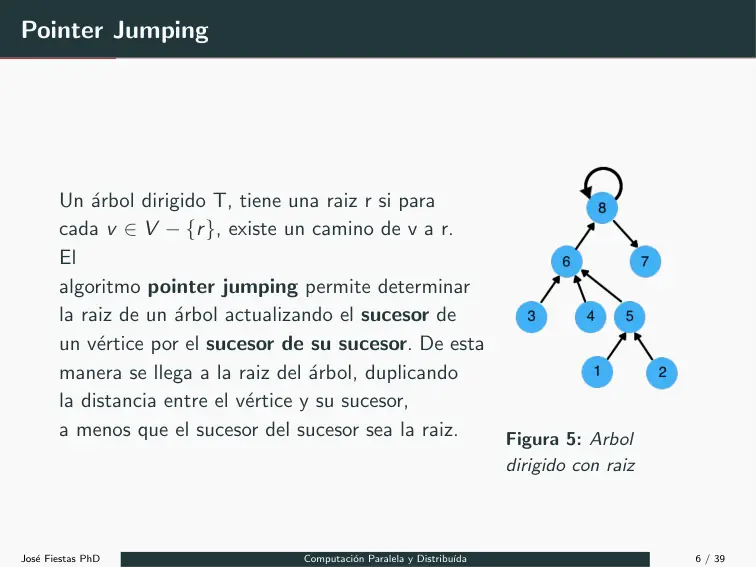 Pointer Jumping
Un árbol dirigido T, tiene una raiz r si para
cada v ∈ V − {r}, existe un camino de v a r.
El
algoritmo pointer jumping permite determinar
la raiz de un árbol actualizando el sucesor de
un vértice por el sucesor de su sucesor. De esta
manera se llega a la raiz del árbol, duplicando
la distancia entre el vértice y su sucesor,
a menos que el sucesor del sucesor sea la raiz.
8
6 7
3 4 5
1 2
Figura 5: Arbol
dirigido con raiz
José Fiestas PhD Computación Paralela y Distribuída 6 / 39